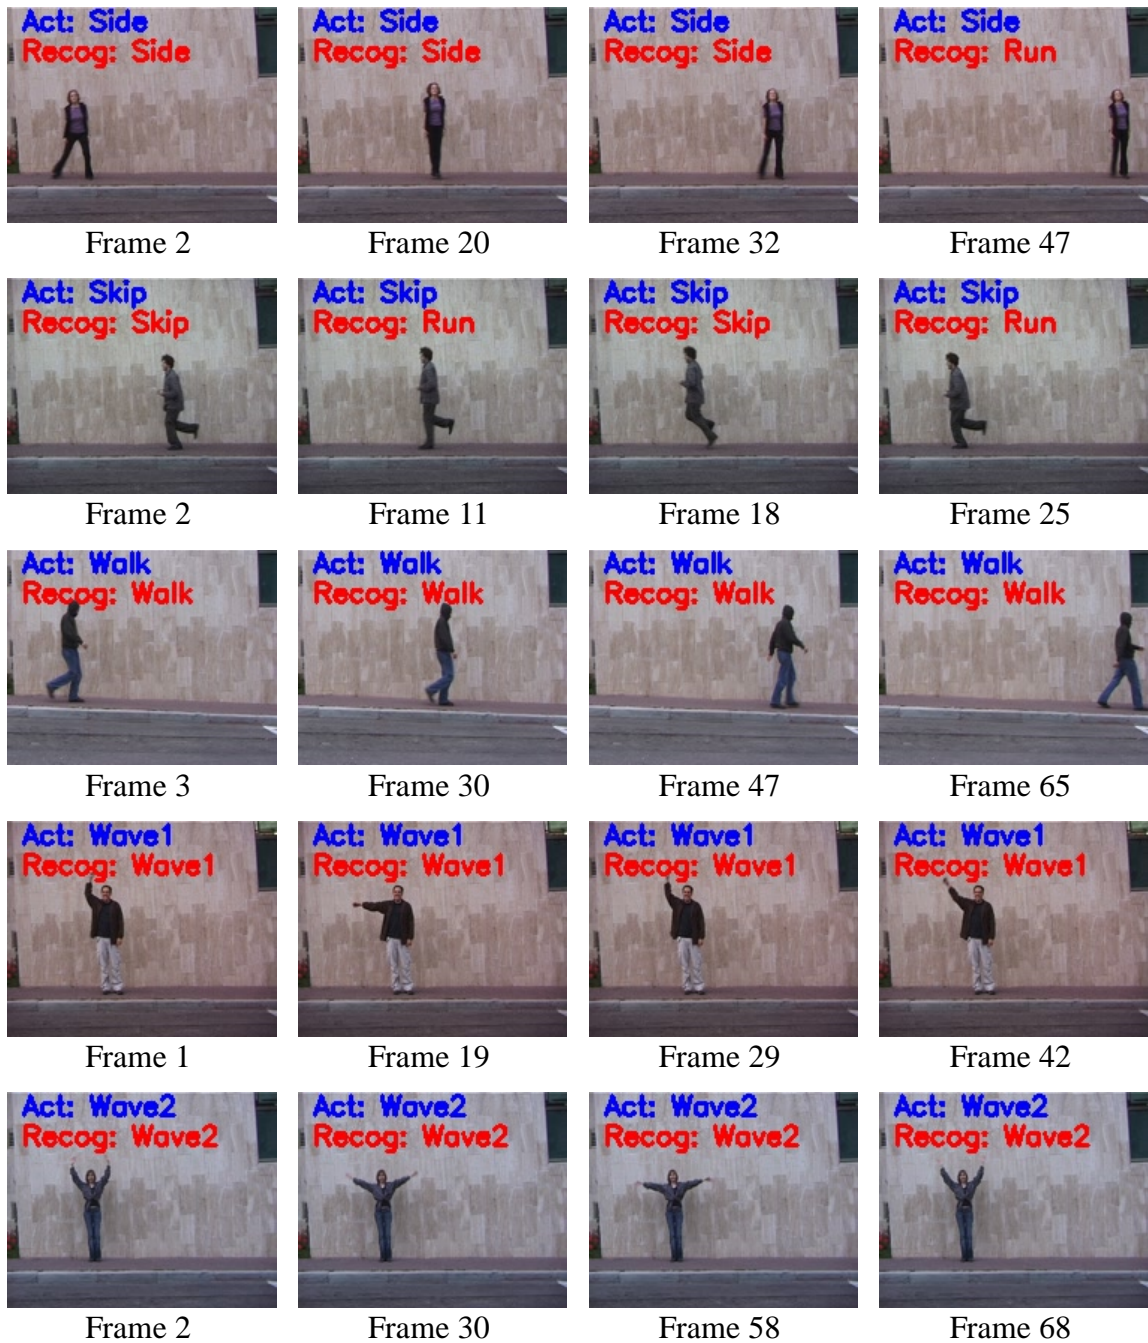 Act: Side
Recog: Side
Act: Side
Recog: Side
Act: Side
Recog: Side
Act: Side
Recog: Run
Frame 2
Frame 20
Frame 32
Frame 47
Act: Skip
Recog: Skip
Act: Skip
Recog: Run
Act: Skip
Recog: Skip
Act: Skip
Recog: Run
Frame 2
Frame 11
Frame 18
Frame 25
Act: Walk
Recog: Walk
Act: Walk
Recog: Walk
Act: Walk
Recog: Walk
Act: Walk
Recog: Walk
Frame 3
Frame 30
Frame 47
Frame 65
Act: Wave1
Recog: Wave1
Act: Wave1
Recog: Wave1
Act: Wave1
Recog: Wave1
Act: Wave1
Recog: Wave1
Frame 1
Frame 19
Frame 29
Frame 42
Act: Wave2
Recog: Wave2
Act: Wave2
Recog: Wave2
Act: Wave2
Recog: Wave2
Act: Wave2
Recog: Wave2
Frame 2
Frame 30
Frame 58
Frame 68